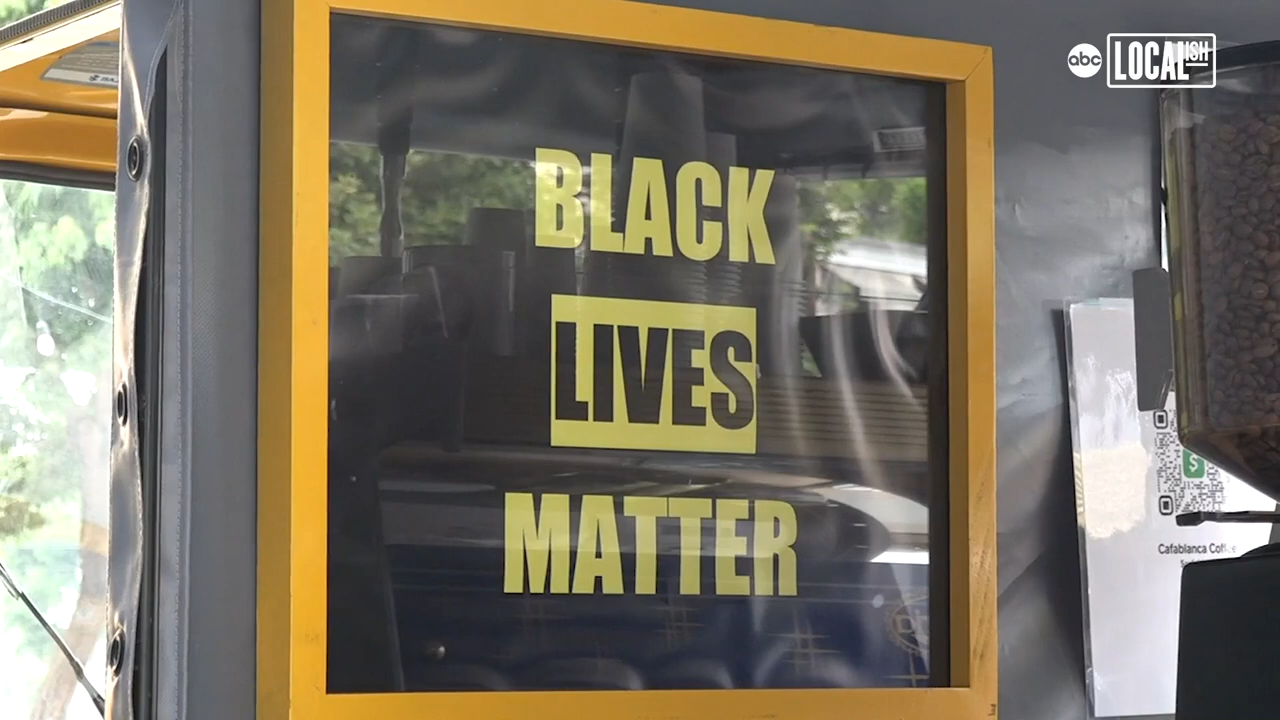 abc LOCALISH
BLACK
LIVES
MATTER
Cafablanca Coffee